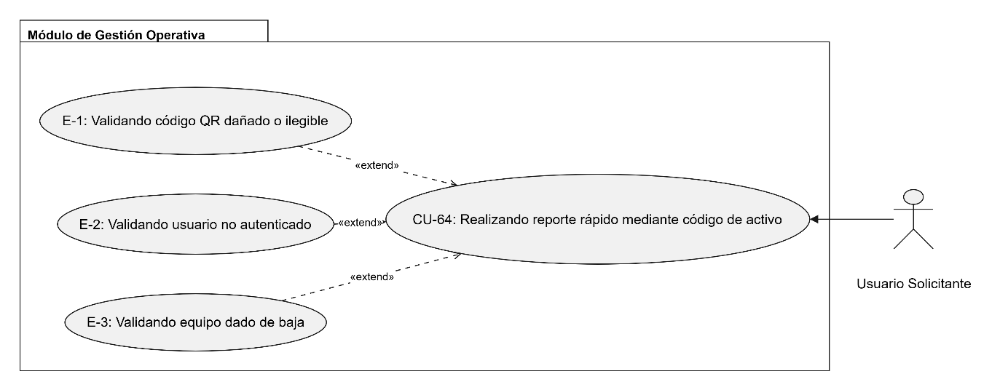 Módulo de Gestión Operativa
E-1: Validando código QR dañado o ilegible
«extend»
E-2: Validando usuario no autenticado
«extend»
CU-64: Realizando reporte rápido mediante código de activo
«extend»
Usuario Solicitante
E-3: Validando equipo dado de baja